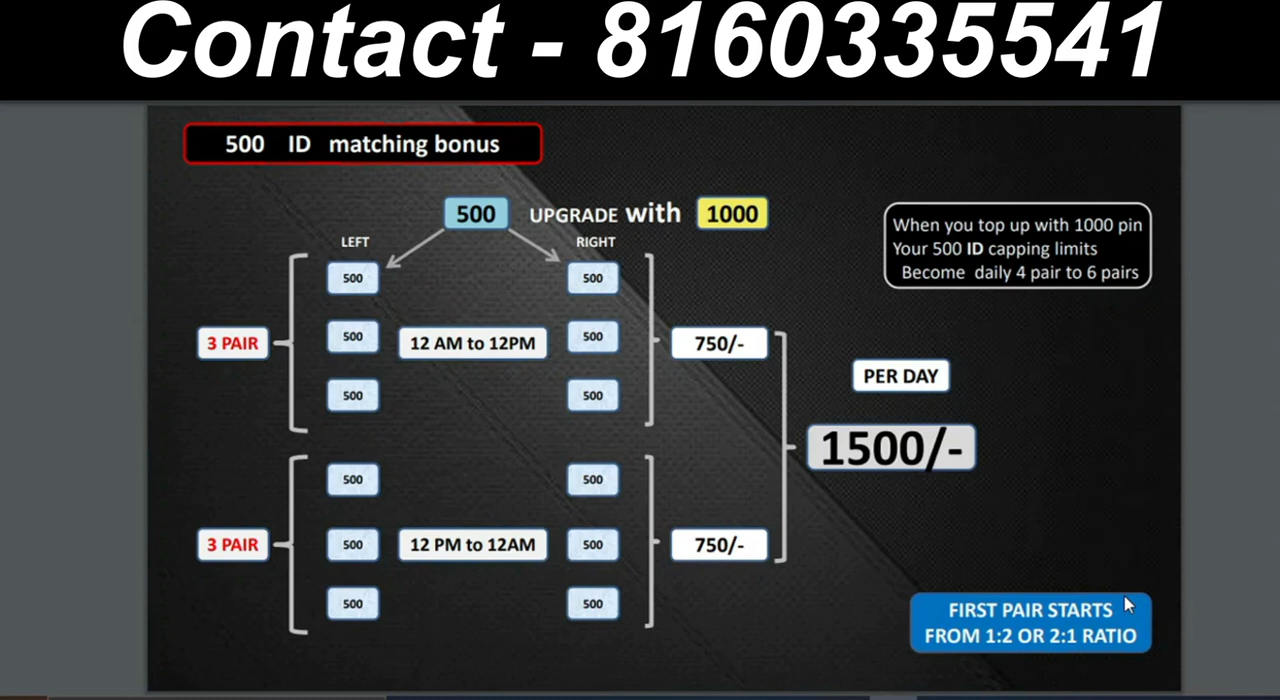 Contact - 8160335541
500 ID matching bonus
500 UPGRADE with 1000
LEFT
RIGHT
When you top up with 1000 pin
Your 500 ID capping limits
Become daily 4 pair to 6 pairs
500
500
3 PAIR
500
12 AM to 12PM
500
750/-
500
500
PER DAY
1500/-
500
500
3 PAIR
500
12 PM to 12AM
500
750/-
500
500
FIRST PAIR STARTS
FROM 1:2 OR 2:1 RATIO